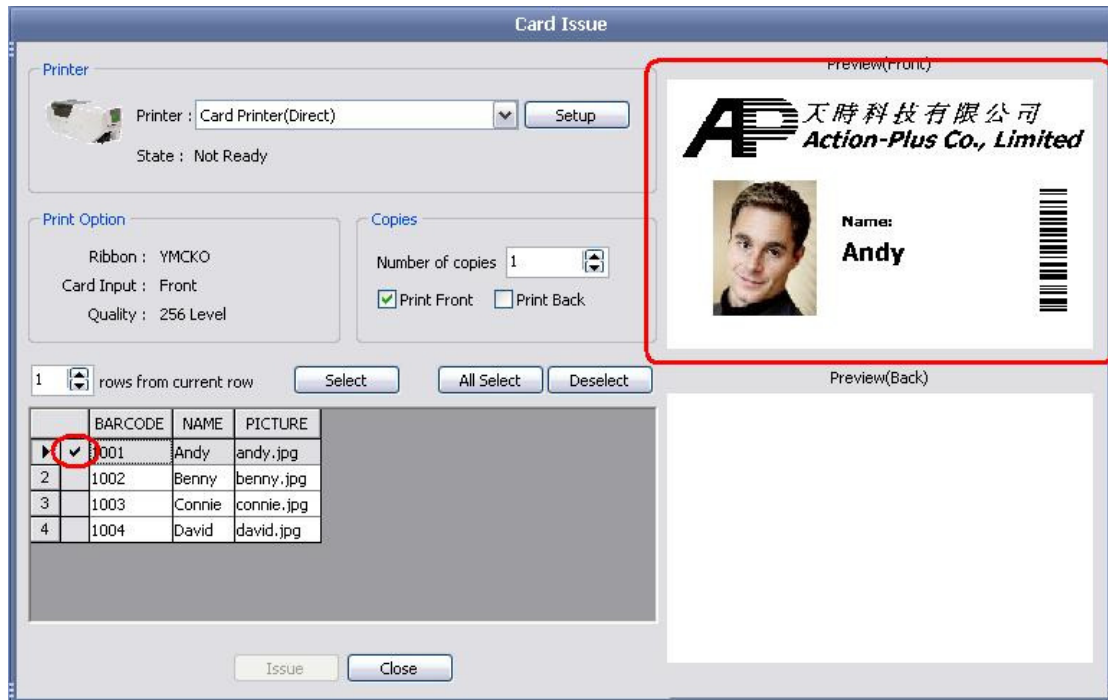 Card Issue
Printer
Printer : Card Printer(Direct)
Setup
State : Not Ready
Print Option
Ribbon : YMCKO
Card Input : Front
Quality : 256 Level
Copies
Number of copies 1
Print Front Print Back
1 rows from current row Select All Select Deselect
BARCODE NAME PICTURE
1001 Andy andy.jpg
2 1002 Benny benny.jpg
3 1003 Connie connie.jpg
4 1004 David david.jpg
Issue Close
Preview(Front)
AP 天時科技有限公司
Action-Plus Co., Limited
Name:
Andy
Preview(Back)